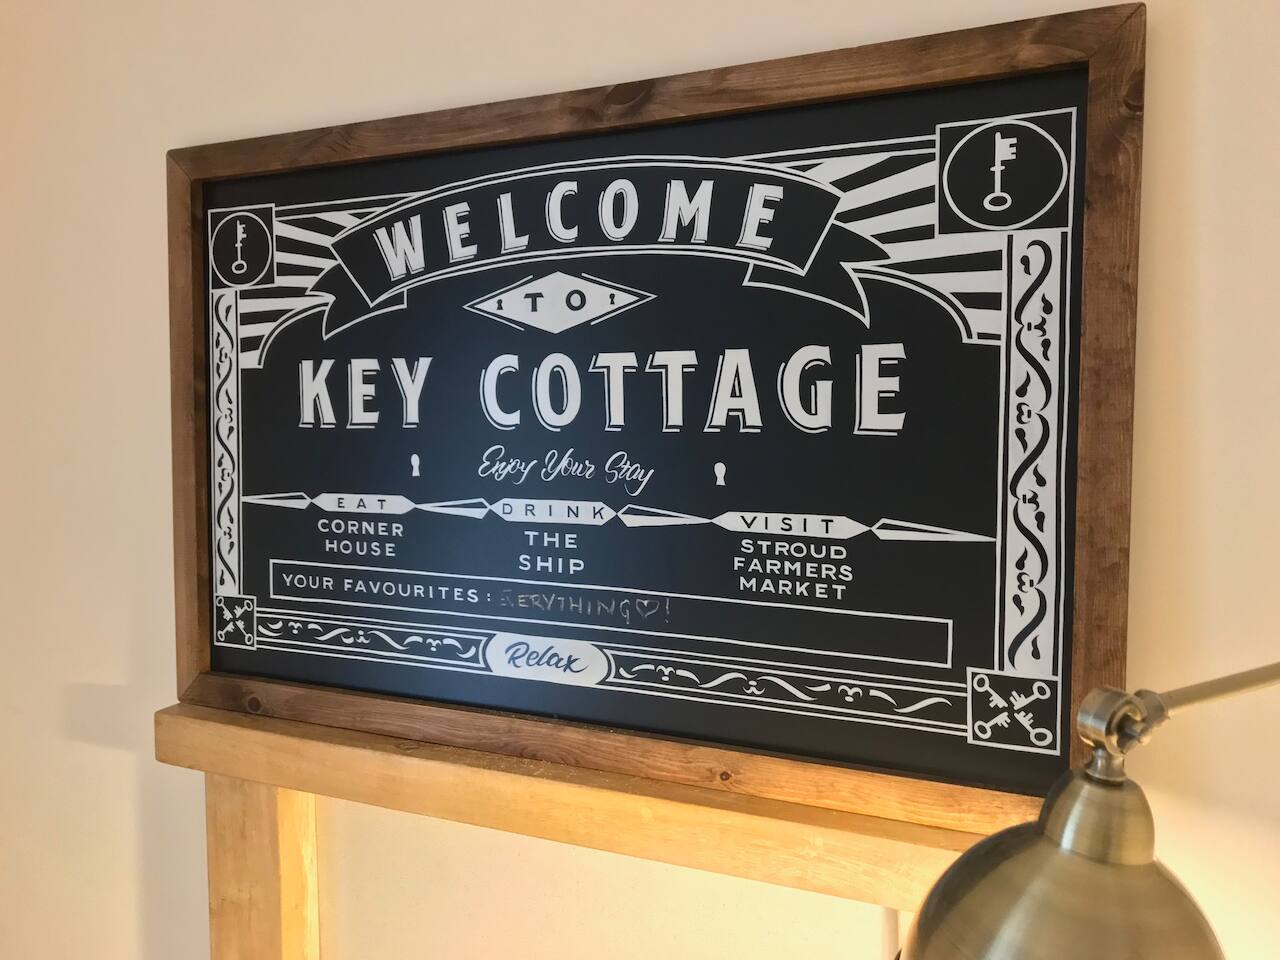 WELCOME
TO
KEY COTTAGE
Enjoy Your Stay
EAT
CORNER
HOUSE
DRINK
THE
SHIP
VISIT
STROUD
FARMERS
MARKET
YOUR FAVOURITES: EVERYTHING♡!
Relax